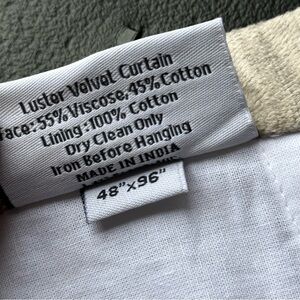 Luster Velvet Curtain
Face: 55% Viscose, 45% Cotton
Lining : 100% Cotton
Dry Clean Only
Iron Before Hanging
MADE IN INDIA
48"x96"